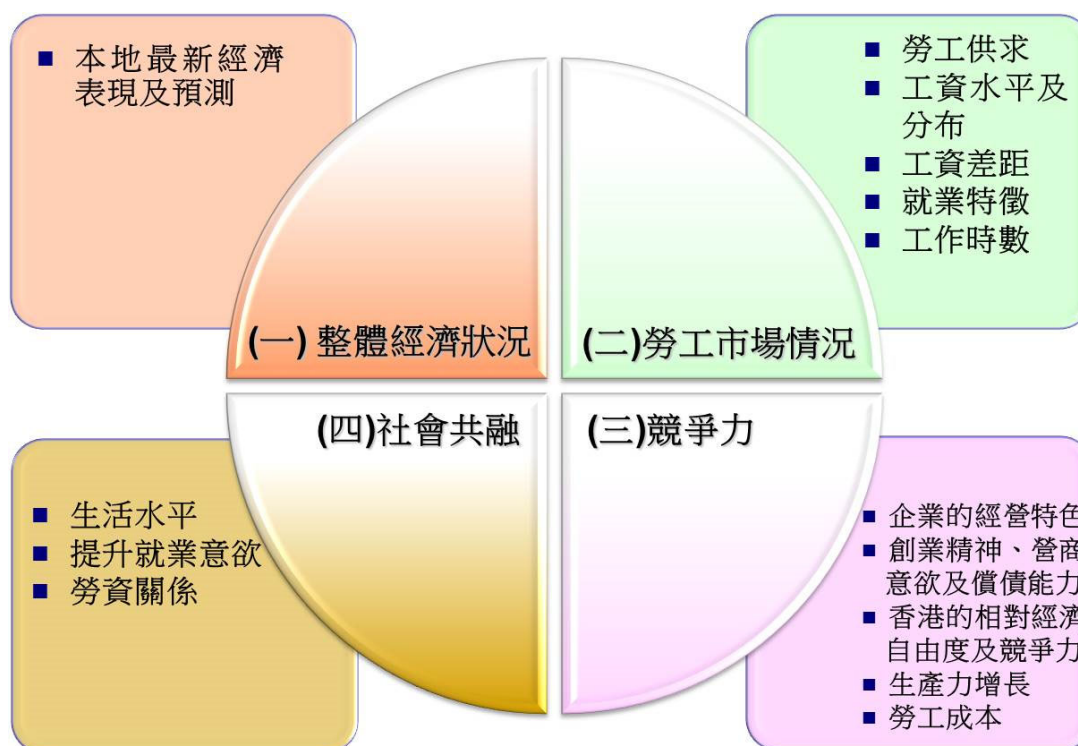 本地最新經濟
表現及預測
勞工供求
工資水平及
分布
工資差距
就業特徵
工作時數
(一) 整體經濟狀況
(二)勞工市場情況
(四)社會共融
(三)競爭力
生活水平
提升就業意欲
勞資關係
企業的經營特色
創業精神、營商
意欲及償債能力
香港的相對經濟
自由度及競爭力
生產力增長
勞工成本